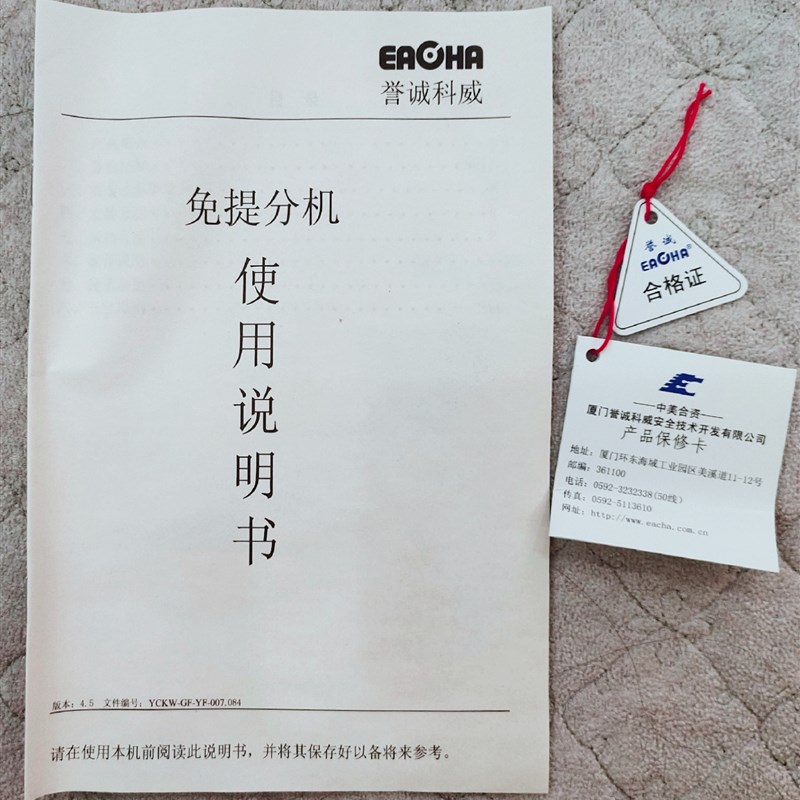 EACHA
誉诚科威
免提分机
使
用
说
明
书
版本：4.5 文件编号：YCKW-GF-YF-007.084
请在使用本机前阅读此说明书，并将其保存好以备将来参考。
誉诚
EACHA®
合格证
——中美合资——
厦门誉诚科威安全技术开发有限公司
产品保修卡
地址：厦门环东海域工业园区美溪道11-12号
邮编：361100
电话：0592-3232338(50线)
传真：0592-5113610
网址：http://www.eacha.com.cn